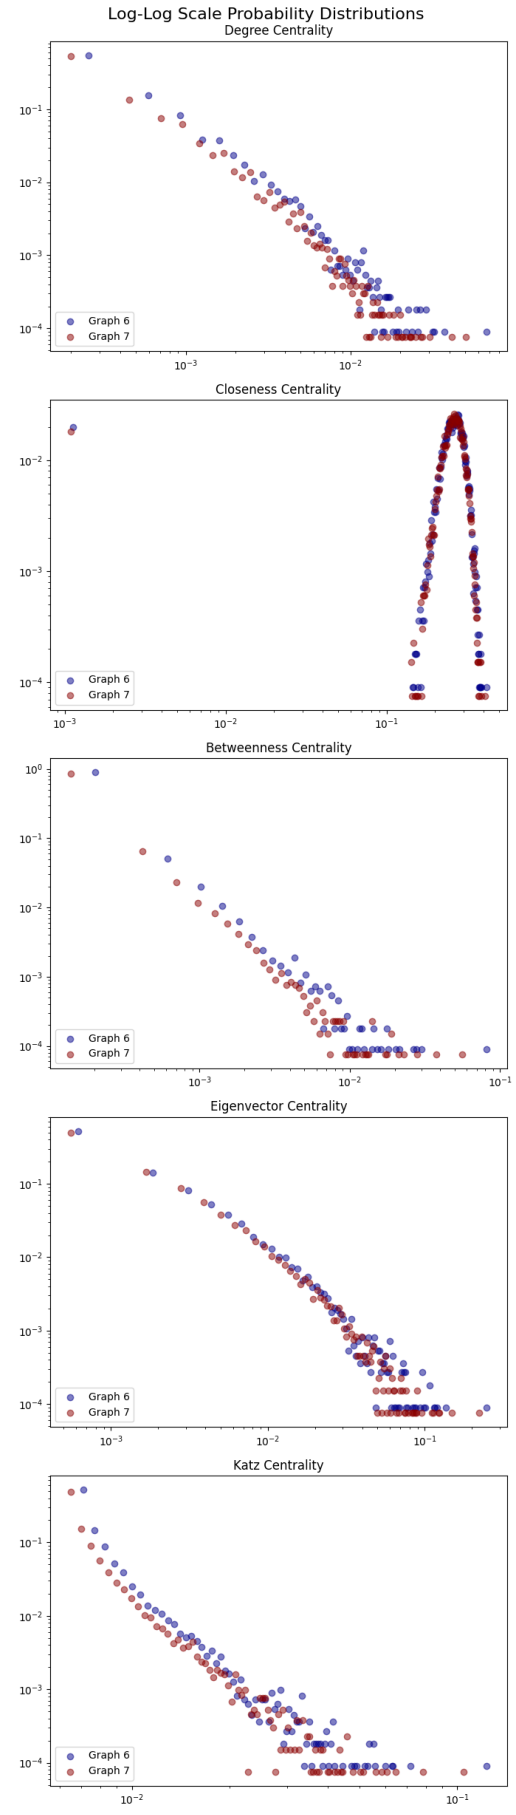 Log-Log Scale Probability Distributions
Degree Centrality
10⁻¹
10⁻²
10⁻³
10⁻⁴
Graph 6
Graph 7
10⁻³ 10⁻²
Closeness Centrality
10⁻²
10⁻³
10⁻⁴
Graph 6
Graph 7
10⁻³ 10⁻² 10⁻¹
Betweenness Centrality
10⁰
10⁻¹
10⁻²
10⁻³
10⁻⁴
Graph 6
Graph 7
10⁻³ 10⁻² 10⁻¹
Eigenvector Centrality
10⁻¹
10⁻²
10⁻³
10⁻⁴
Graph 6
Graph 7
10⁻³ 10⁻² 10⁻¹
Katz Centrality
10⁻¹
10⁻²
10⁻³
10⁻⁴
Graph 6
Graph 7
10⁻² 10⁻¹